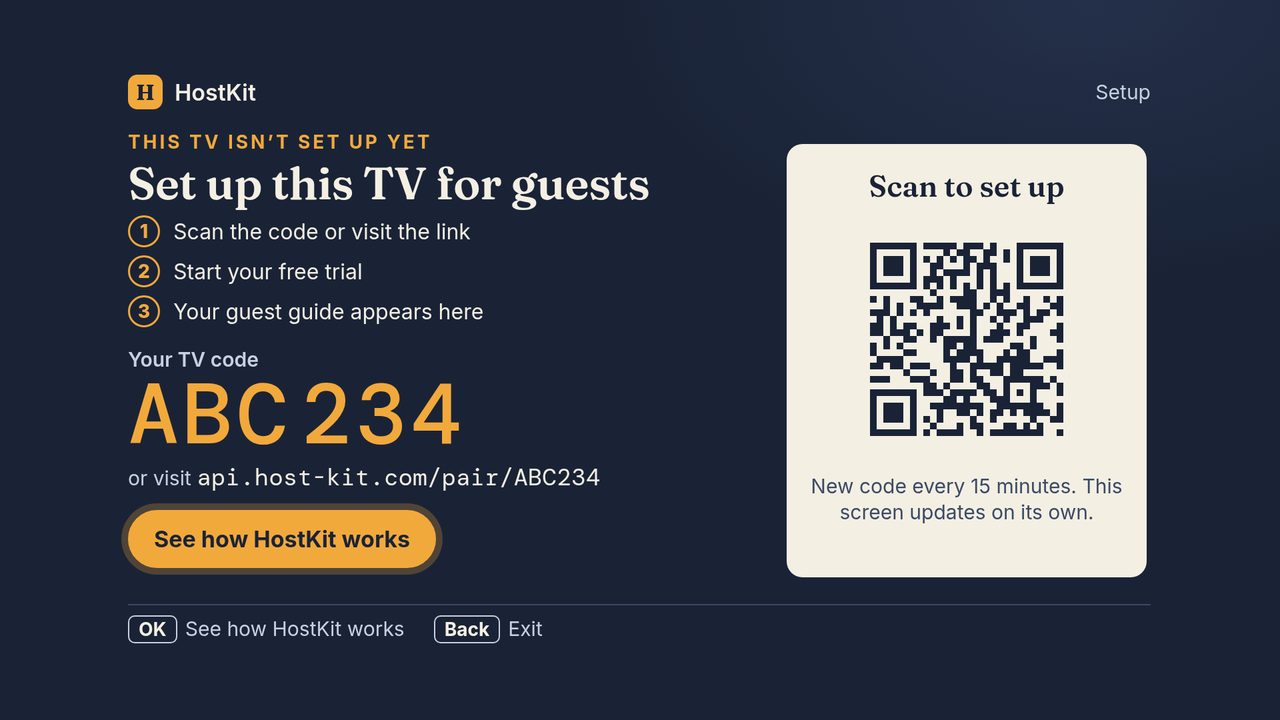 H HostKit
Setup
THIS TV ISN’T SET UP YET
Set up this TV for guests
1 Scan the code or visit the link
2 Start your free trial
3 Your guest guide appears here
Your TV code
ABC 234
or visit api.host-kit.com/pair/ABC234
See how HostKit works
Scan to set up
New code every 15 minutes. This
screen updates on its own.
OK See how HostKit works Back Exit